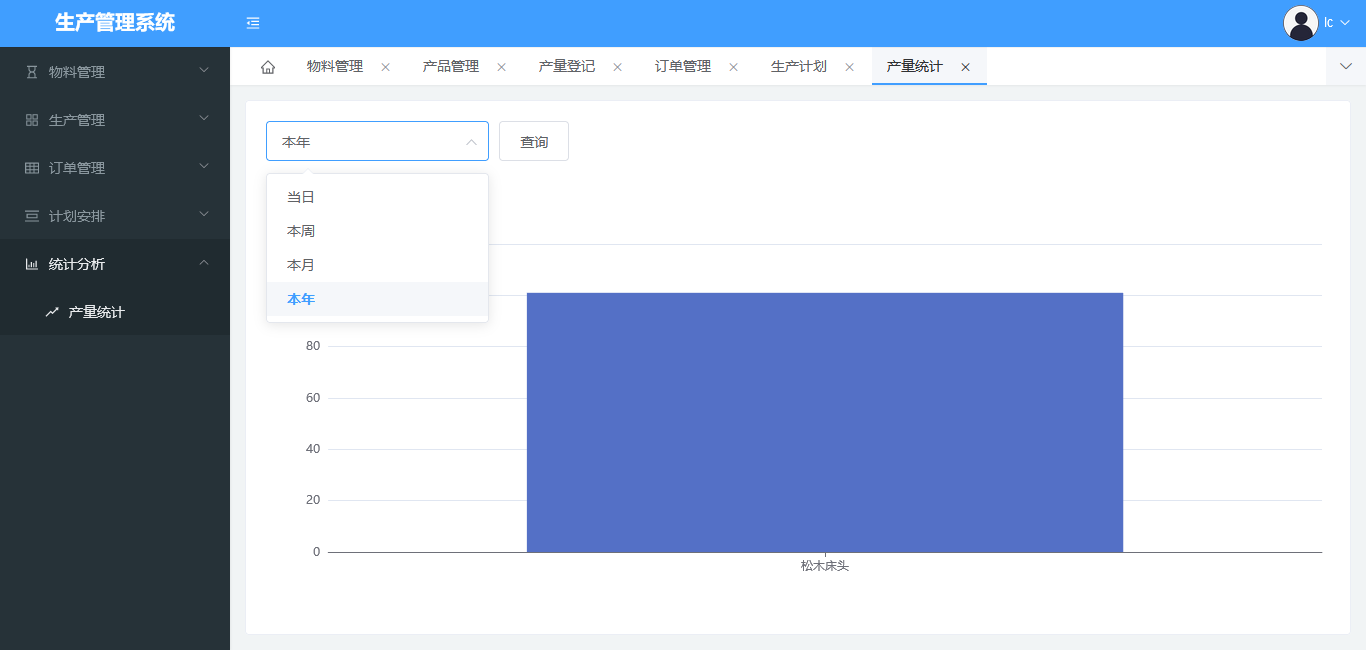 生产管理系统
lc
物料管理
生产管理
订单管理
计划安排
统计分析
产量统计
物料管理
产品管理
产量登记
订单管理
生产计划
产量统计
本年
查询
当日
本周
本月
本年
80
60
40
20
0
松木床头